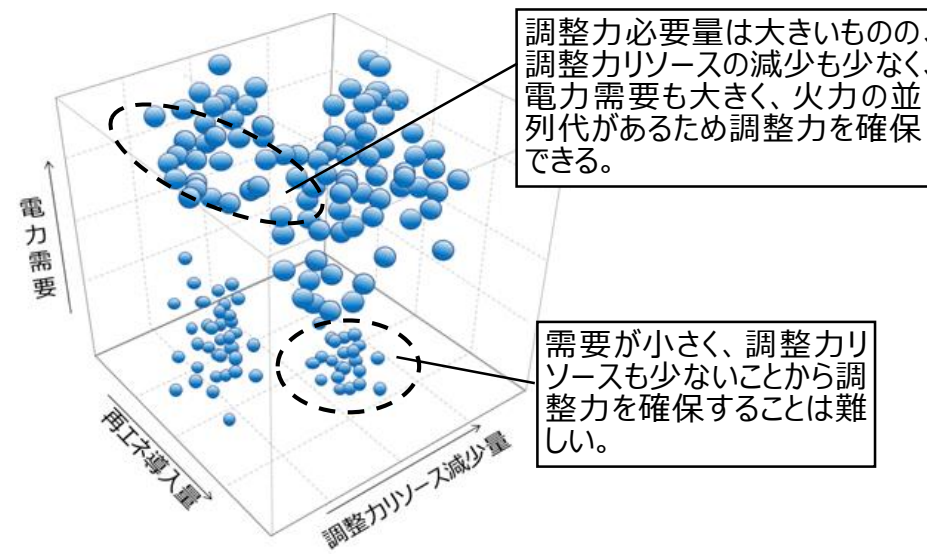 調整力必要量は大きいものの、
調整力リソースの減少も少なく、
電力需要も大きく、火力の並
列代があるため調整力を確保
できる。
電力需要
需要が小さく、調整力リ
ソースも少ないことから調
整力を確保することは難
しい。
再エネ導入量
調整力リソース減少量